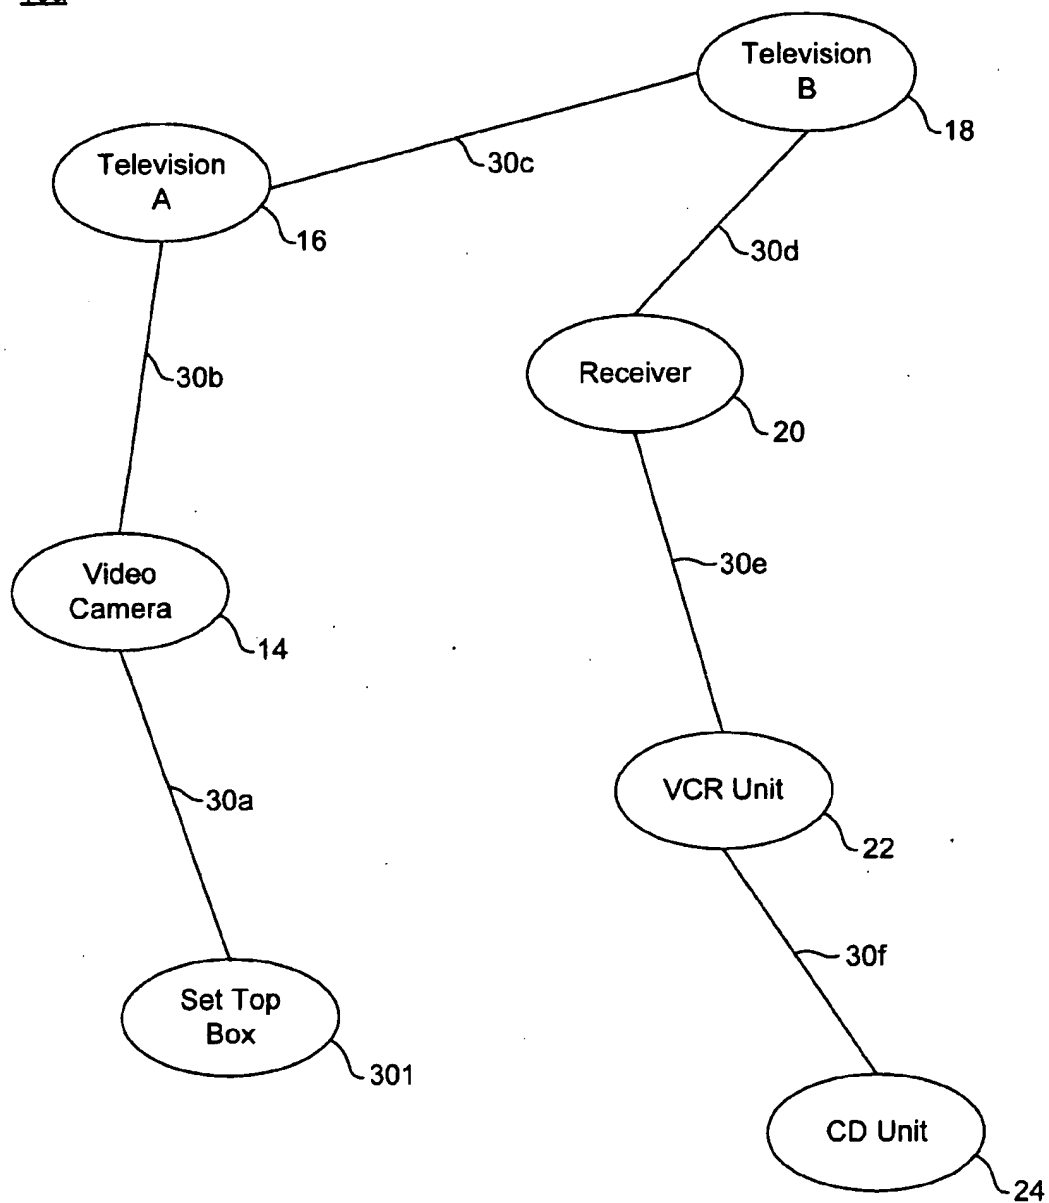 Television
B
18
30c
Television
A
16
30d
30b
Receiver
20
30e
Video
Camera
14
VCR Unit
22
30a
30f
Set Top
Box
301
CD Unit
24